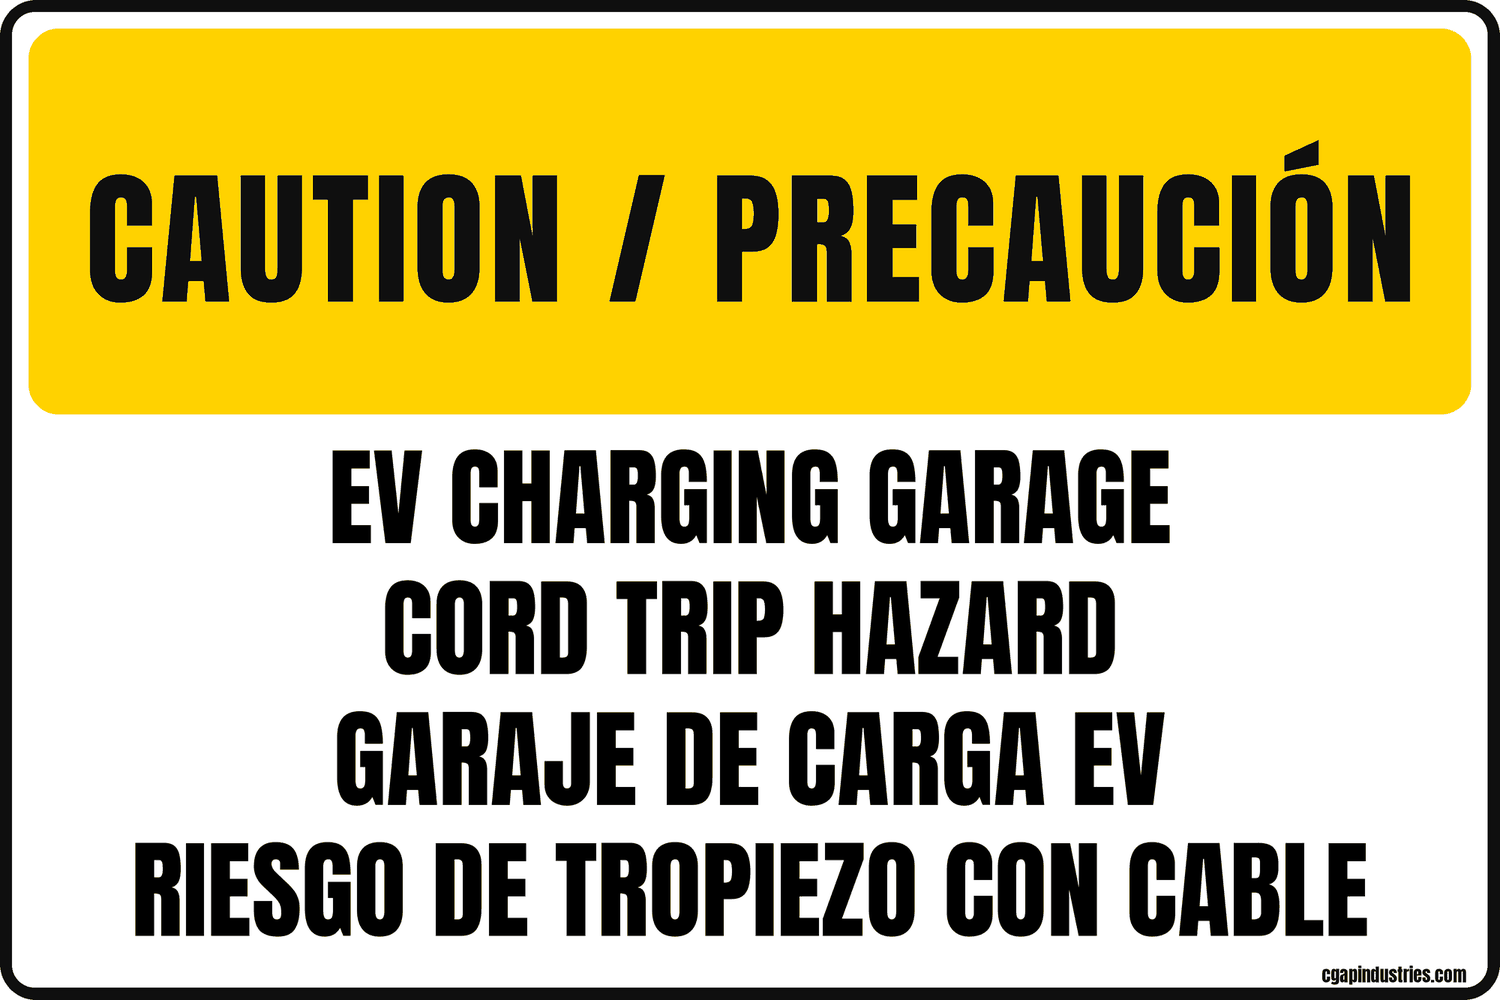 CAUTION / PRECAUCIÓN
EV CHARGING GARAGE
CORD TRIP HAZARD
GARAJE DE CARGA EV
RIESGO DE TROPIEZO CON CABLE
cgapindustries.com